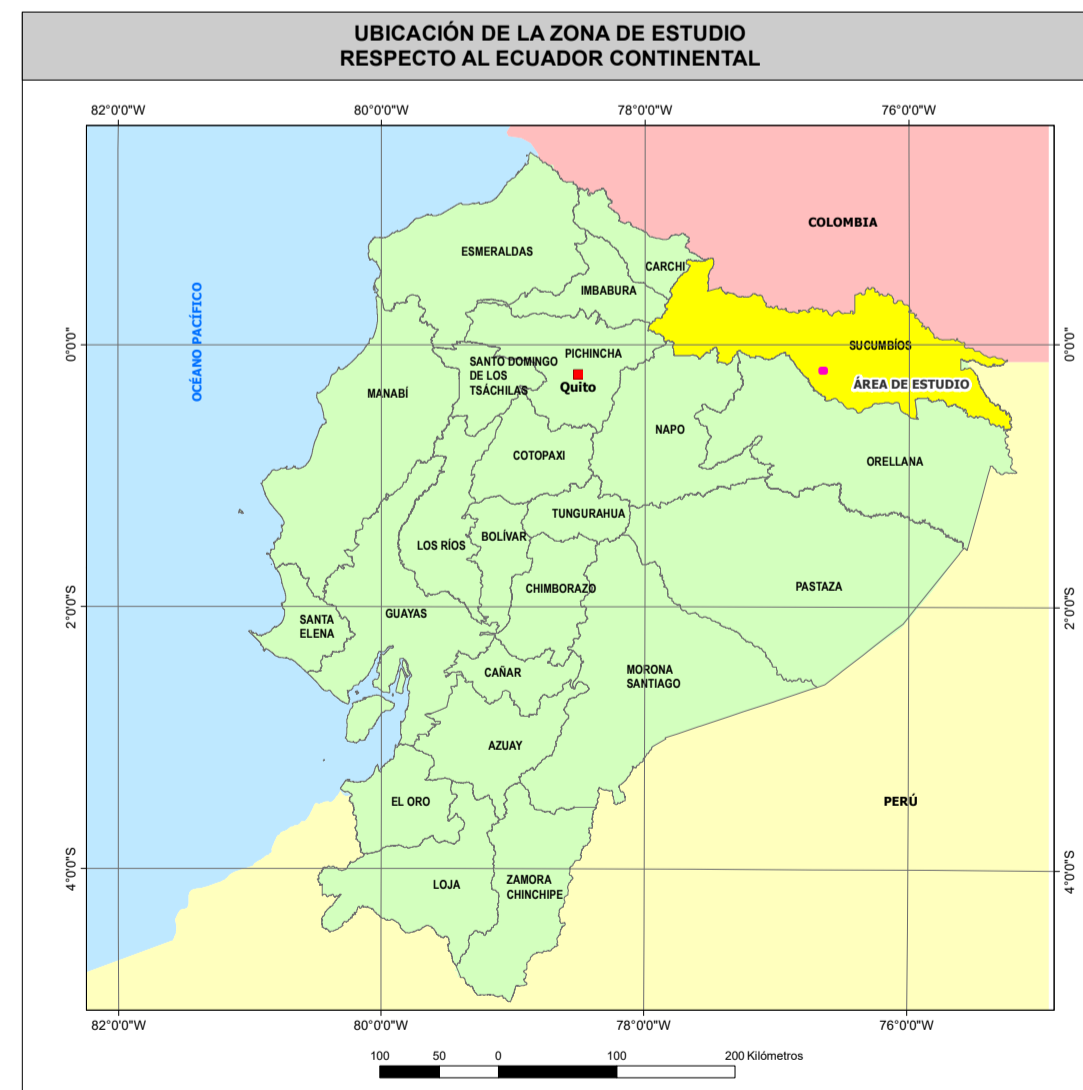 UBICACIÓN DE LA ZONA DE ESTUDIO
RESPECTO AL ECUADOR CONTINENTAL
82°0'0"W
80°0'0"W
78°0'0"W
76°0'0"W
COLOMBIA
ESMERALDAS
CARCHI
IMBABURA
OCÉANO PACÍFICO
0°0'0"
0°0'0"
SUCUMBÍOS
PICHINCHA
SANTO DOMINGO
DE LOS
TSÁCHILAS
Quito
ÁREA DE ESTUDIO
MANABÍ
NAPO
COTOPAXI
ORELLANA
TUNGURAHUA
BOLÍVAR
LOS RÍOS
CHIMBORAZO
PASTAZA
2°0'0"S
2°0'0"S
GUAYAS
SANTA
ELENA
CAÑAR
MORONA
SANTIAGO
AZUAY
EL ORO
PERÚ
4°0'0"S
4°0'0"S
LOJA
ZAMORA
CHINCHIPE
82°0'0"W
80°0'0"W
78°0'0"W
76°0'0"W
100 50 0 100 200 Kilómetros